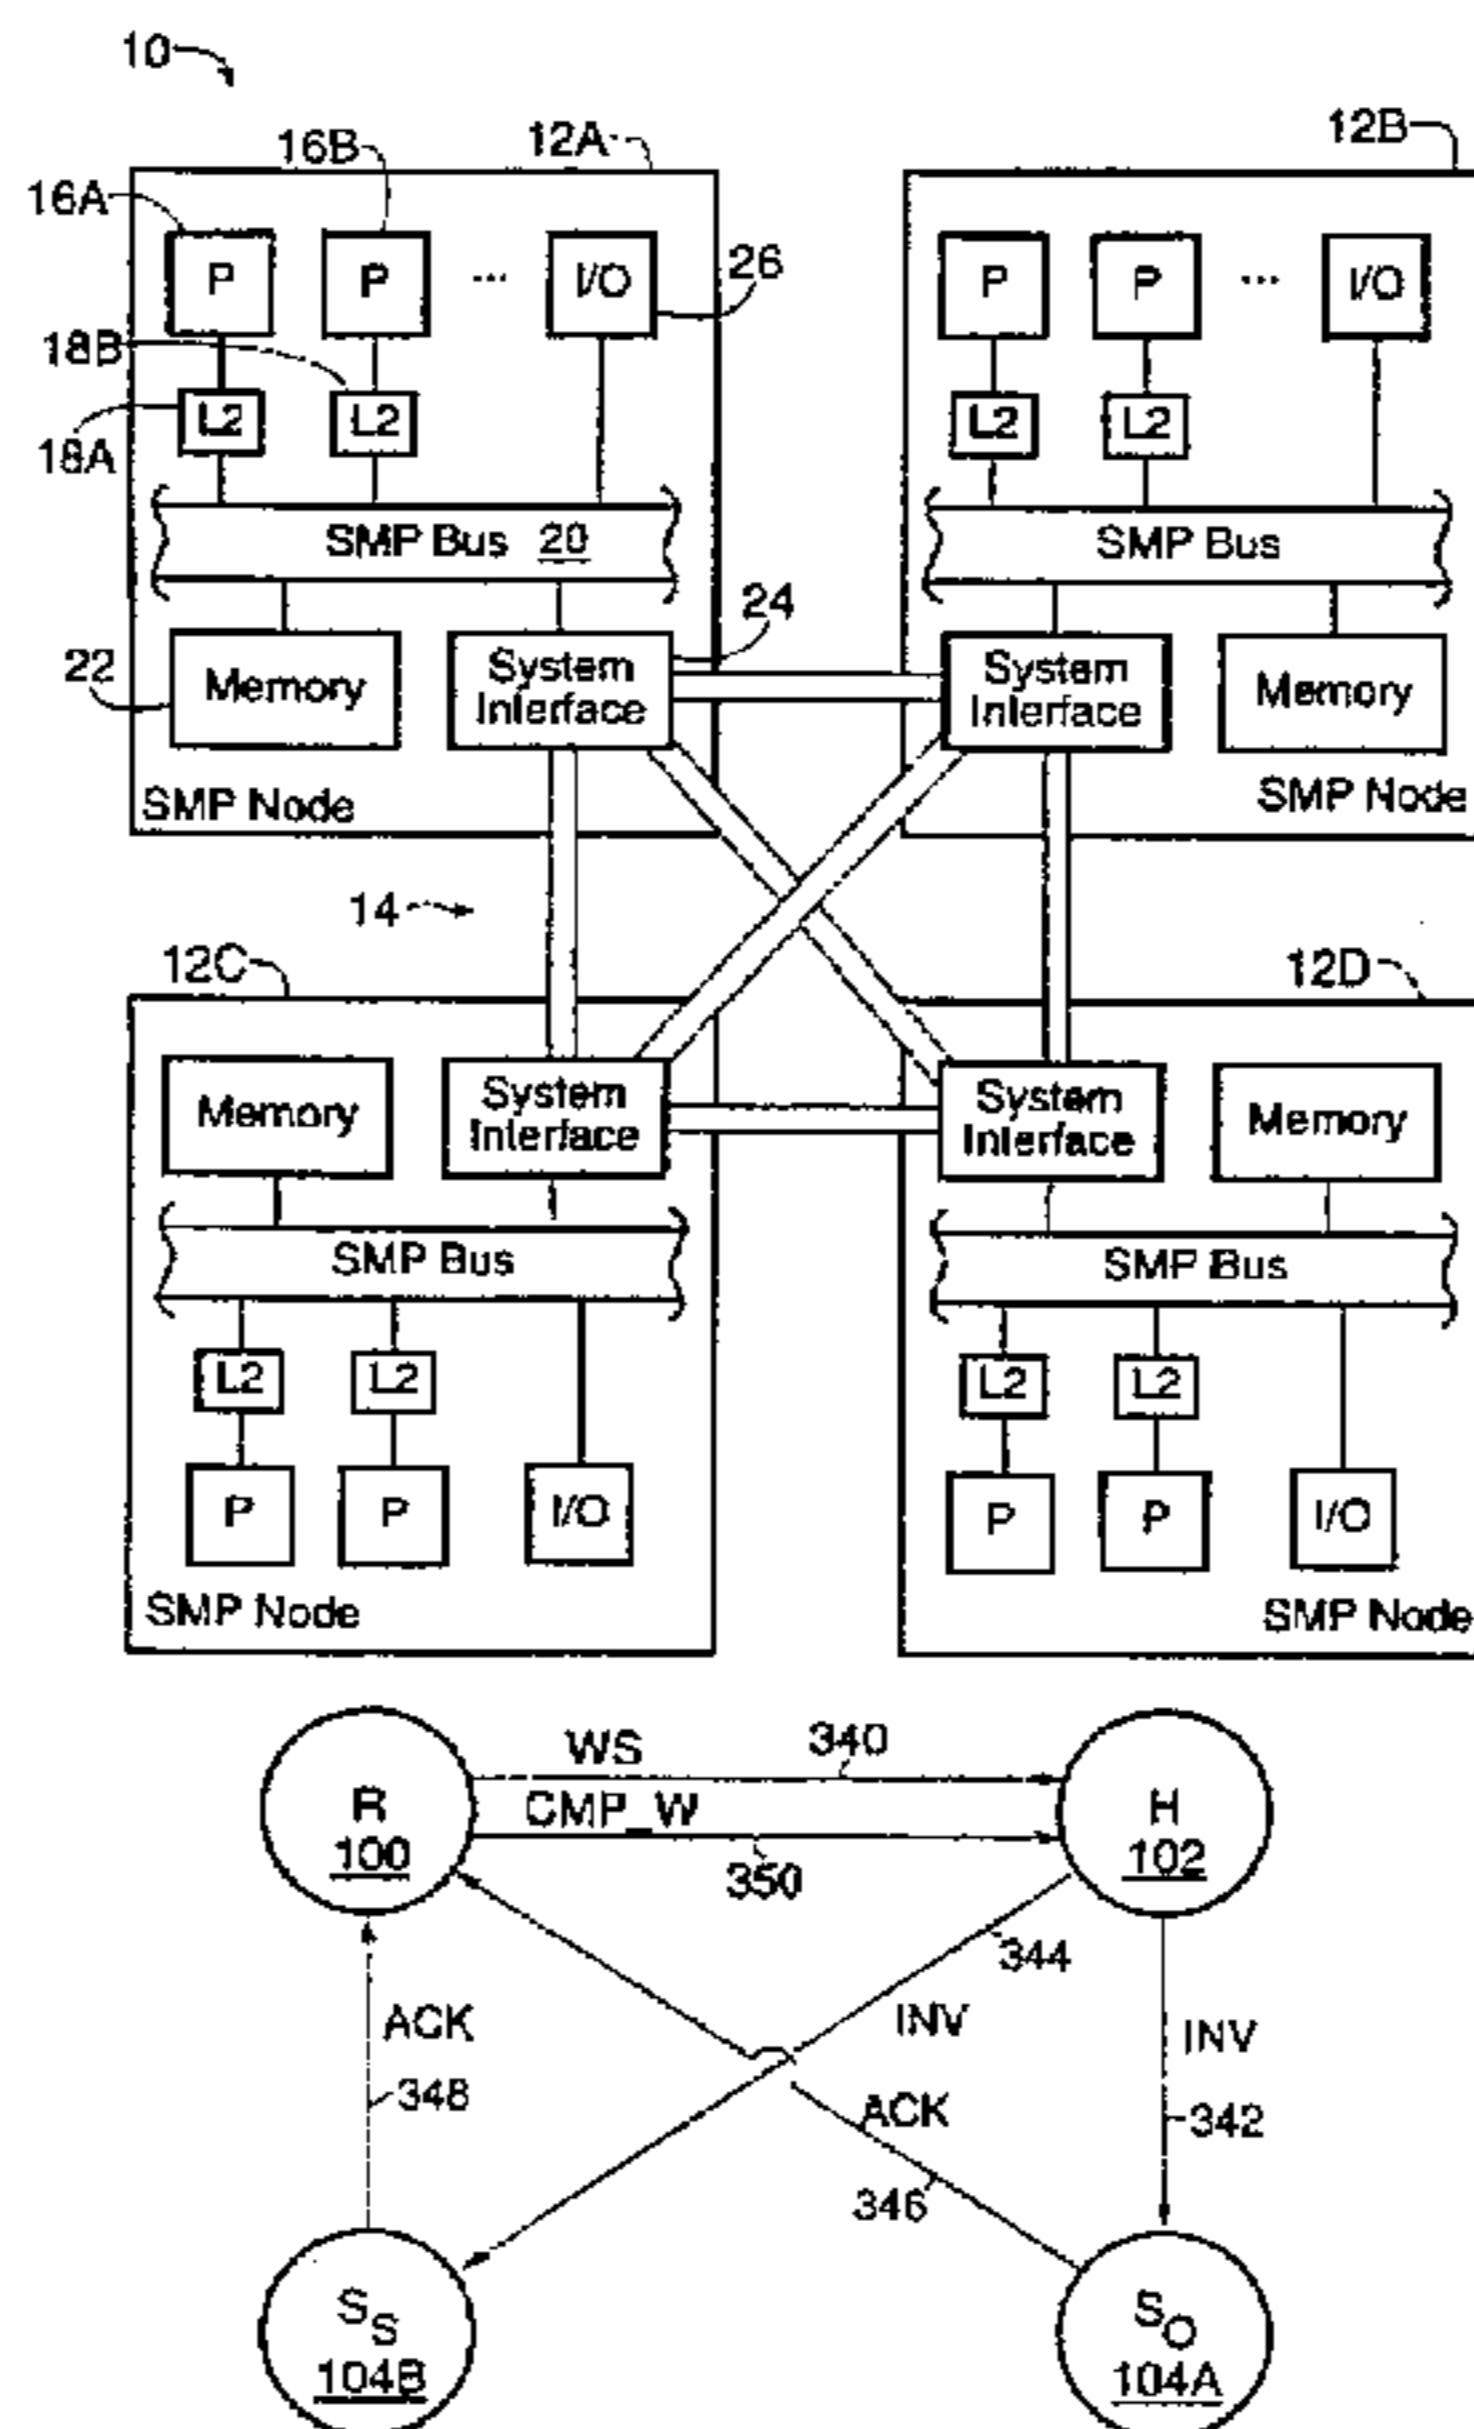 10
16B
12A
12B
16A
P
P
...
I/O
26
P
P
...
I/O
18B
L2
L2
L2
L2
18A
SMP Bus 20
SMP Bus
24
22
Memory
System
Interface
System
Interface
Memory
SMP Node
SMP Node
14
12C
12D
Memory
System
Interface
System
Interface
Memory
SMP Bus
SMP Bus
L2
L2
L2
L2
P
P
I/O
P
P
I/O
SMP Node
SMP Node
WS
340
R
100
CMP_W
350
H
102
344
ACK
INV
INV
348
ACK
342
346
SS
104B
SO
104A